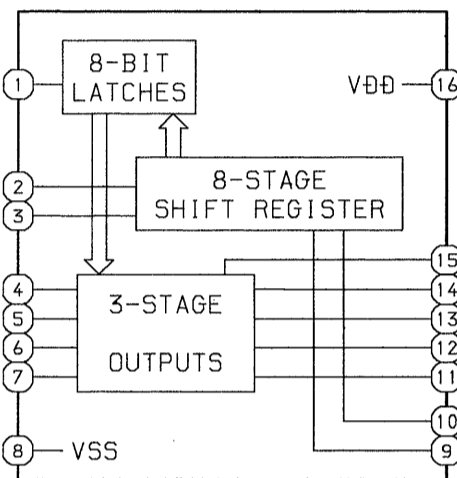 8-BIT
LATCHES
1
VDD
16
8-STAGE
SHIFT REGISTER
2
3
15
4
3-STAGE
14
5
13
6
OUTPUTS
12
7
11
10
8
VSS
9